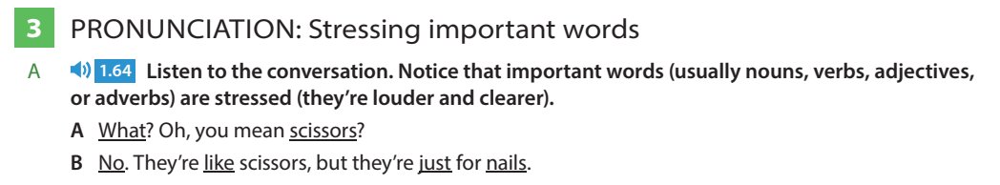 3 PRONUNCIATION: Stressing important words
A 1.64 Listen to the conversation. Notice that important words (usually nouns, verbs, adjectives,
or adverbs) are stressed (they're louder and clearer).
A What? Oh, you mean scissors?
B No. They're like scissors, but they're just for nails.